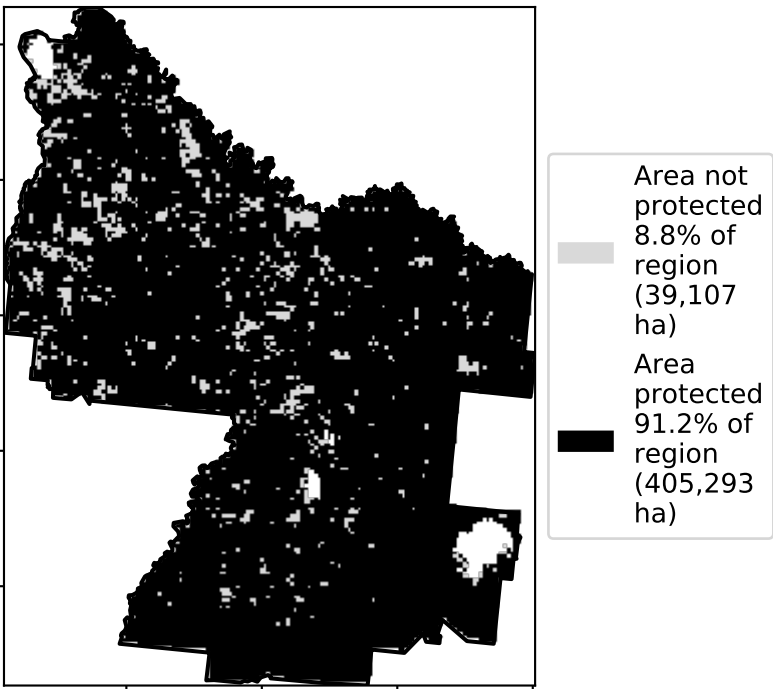 Area not
protected
8.8% of
region
(39,107
ha)
Area
protected
91.2% of
region
(405,293
ha)